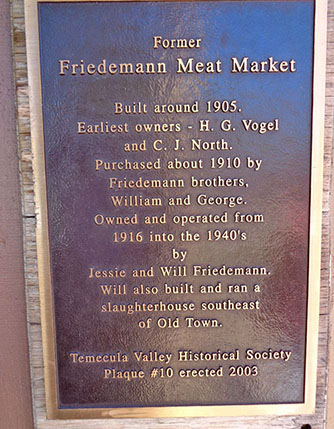 Former
Friedemann Meat Market
Built around 1905.
Earliest owners - H. G. Vogel
and C. J. North.
Purchased about 1910 by
Friedemann brothers,
William and George.
Owned and operated from
1916 into the 1940's
by
Jessie and Will Friedemann.
Will also built and ran a
slaughterhouse southeast
of Old Town.
Temecula Valley Historical Society
Plaque #10 erected 2003